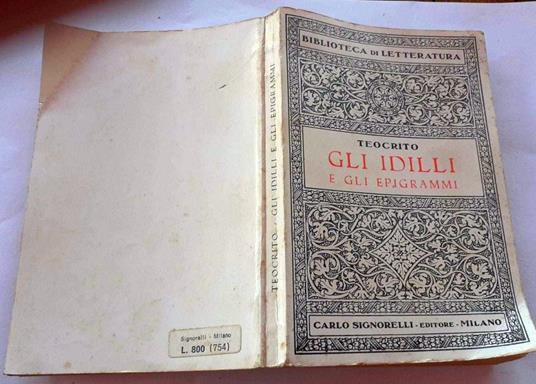 BIBLIOTECA DI LETTERATURA
TEOCRITO
GLI IDILLI
E GLI EPIGRAMMI
CARLO SIGNORELLI - EDITORE - MILANO
TEOCRITO - GLI IDILLI E GLI EPIGRAMMI
Signorelli - Milano
L. 800 (754)